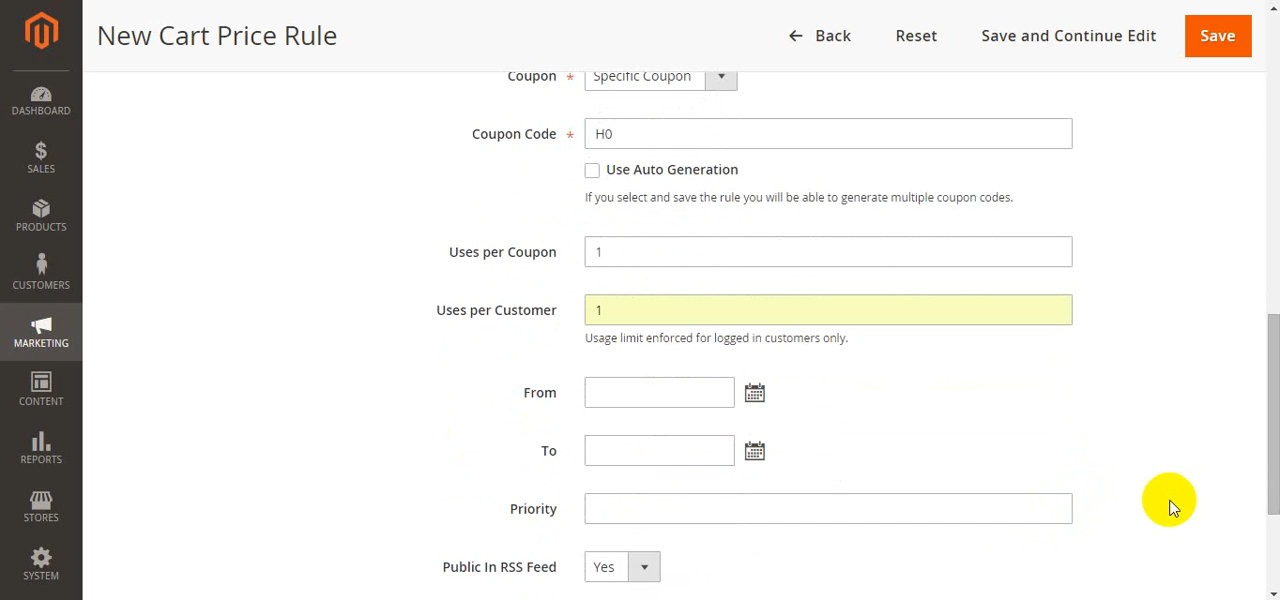 New Cart Price Rule
← Back
Reset
Save and Continue Edit
Save
DASHBOARD
SALES
PRODUCTS
CUSTOMERS
MARKETING
CONTENT
REPORTS
STORES
SYSTEM
Coupon * Specific Coupon
Coupon Code * H0
Use Auto Generation
If you select and save the rule you will be able to generate multiple coupon codes.
Uses per Coupon 1
Uses per Customer 1
Usage limit enforced for logged in customers only.
From
To
Priority
Public In RSS Feed Yes